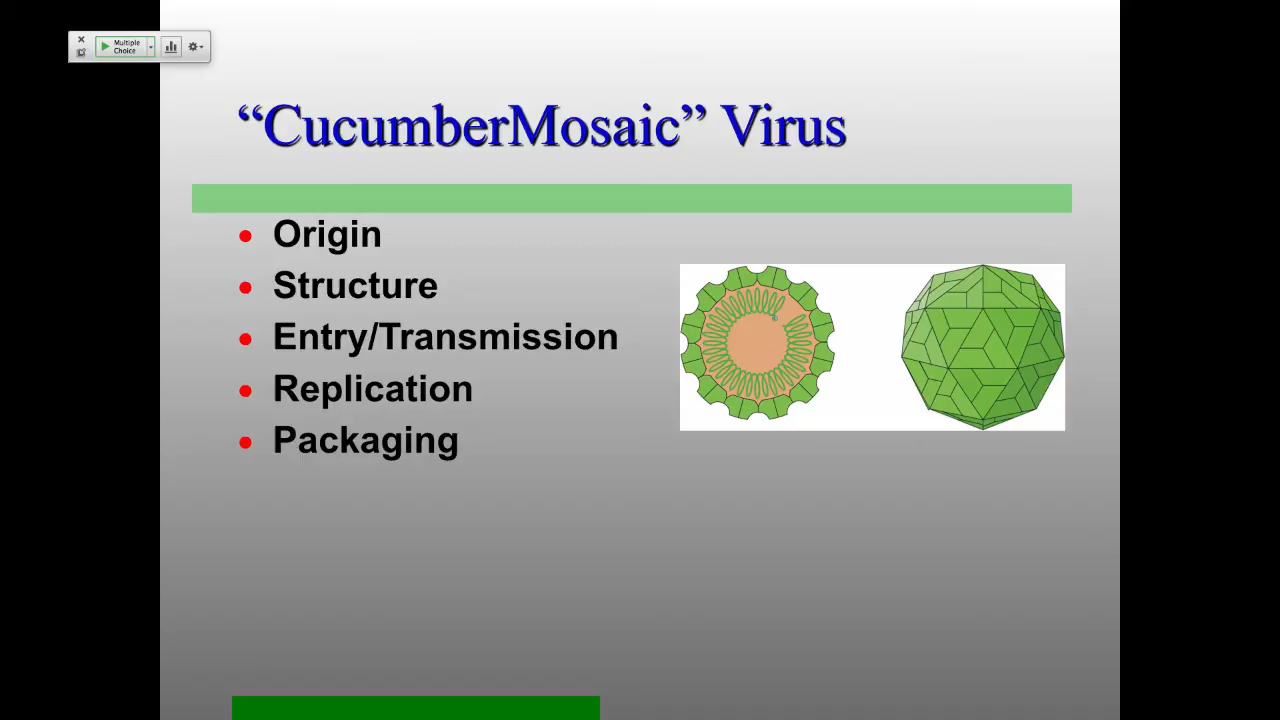 Multiple
Choice
“CucumberMosaic” Virus
Origin
Structure
Entry/Transmission
Replication
Packaging